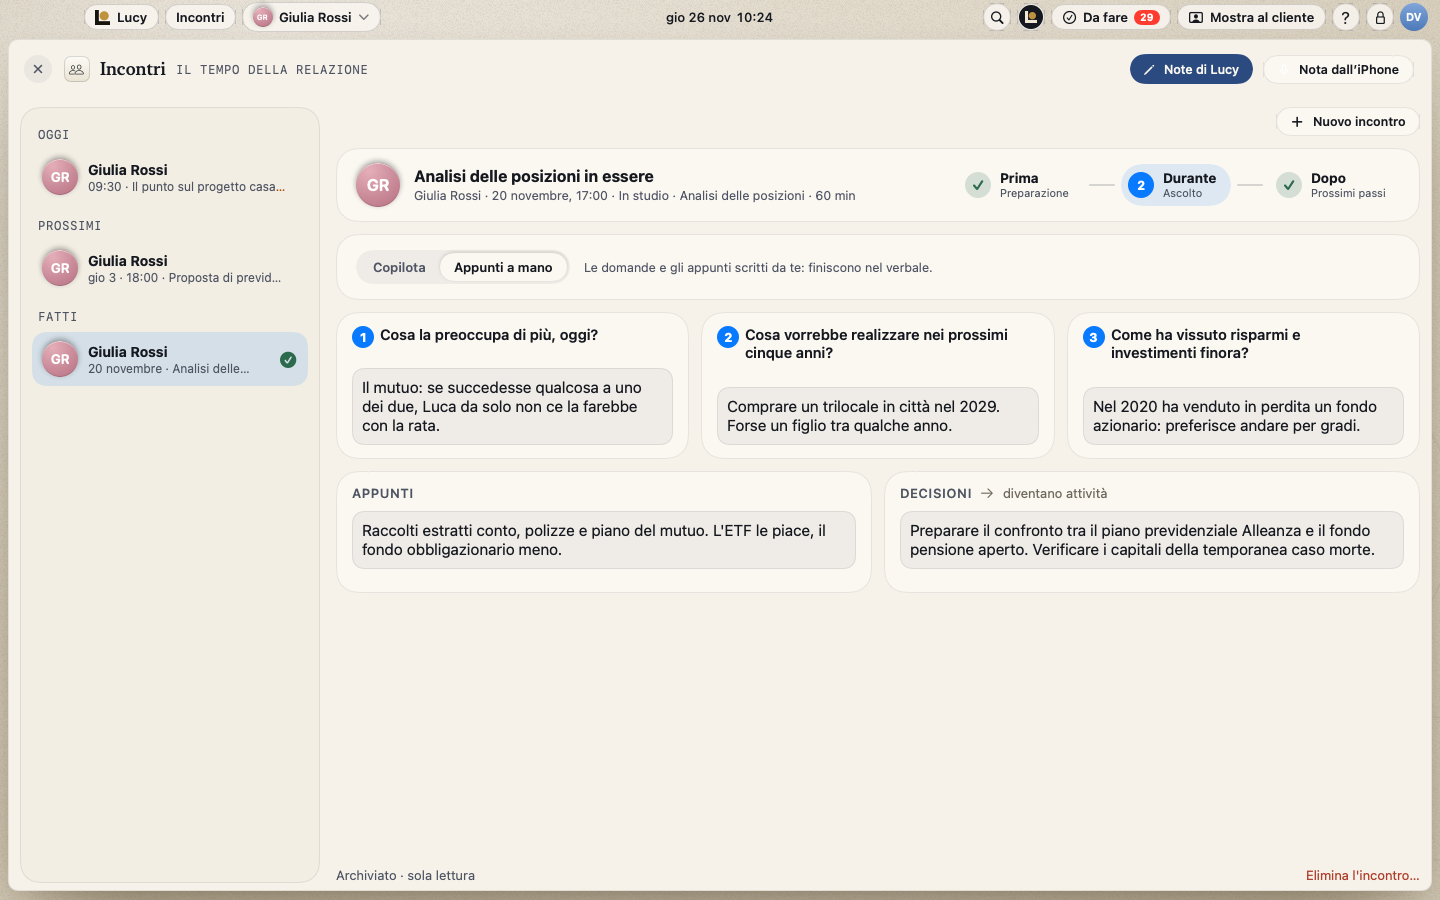 Lucy
Incontri
GR Giulia Rossi
gio 26 nov 10:24
Da fare 29
Mostra al cliente
?
DV
Incontri IL TEMPO DELLA RELAZIONE
Note di Lucy
Nota dall’iPhone
OGGI
GR
Giulia Rossi
09:30 · Il punto sul progetto casa...
PROSSIMI
GR
Giulia Rossi
gio 3 · 18:00 · Proposta di previd...
FATTI
GR
Giulia Rossi
20 novembre · Analisi delle...
+ Nuovo incontro
GR
Analisi delle posizioni in essere
Giulia Rossi · 20 novembre, 17:00 · In studio · Analisi delle posizioni · 60 min
Prima
Preparazione
2
Durante
Ascolto
Dopo
Prossimi passi
Copilota
Appunti a mano
Le domande e gli appunti scritti da te: finiscono nel verbale.
1 Cosa la preoccupa di più, oggi?
Il mutuo: se succedesse qualcosa a uno
dei due, Luca da solo non ce la farebbe
con la rata.
2 Cosa vorrebbe realizzare nei prossimi
cinque anni?
Comprare un trilocale in città nel 2029.
Forse un figlio tra qualche anno.
3 Come ha vissuto risparmi e
investimenti finora?
Nel 2020 ha venduto in perdita un fondo
azionario: preferisce andare per gradi.
APPUNTI
Raccolti estratti conto, polizze e piano del mutuo. L'ETF le piace, il
fondo obbligazionario meno.
DECISIONI → diventano attività
Preparare il confronto tra il piano previdenziale Alleanza e il fondo
pensione aperto. Verificare i capitali della temporanea caso morte.
Archiviato · sola lettura
Elimina l'incontro...